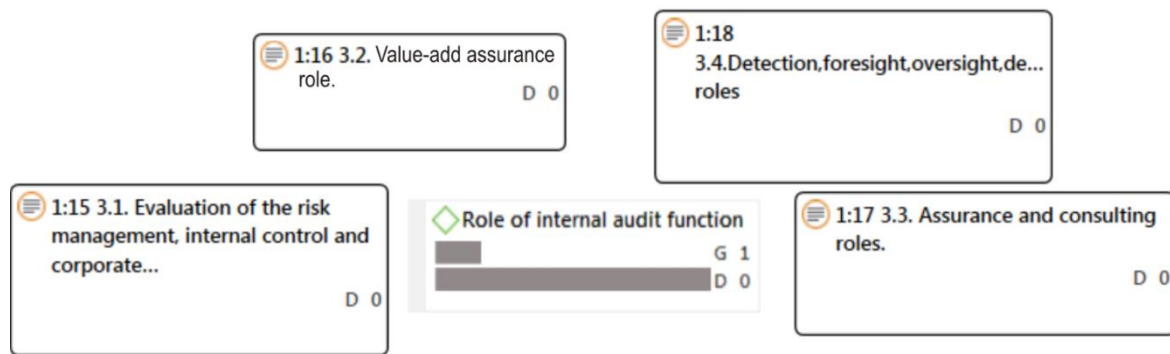 1:16 3.2. Value-add assurance
role.
D 0
1:18
3.4.Detection,foresight,oversight,de...
roles
D 0
1:15 3.1. Evaluation of the risk
management, internal control and
corporate...
D 0
Role of internal audit function
G 1
D 0
1:17 3.3. Assurance and consulting
roles.
D 0